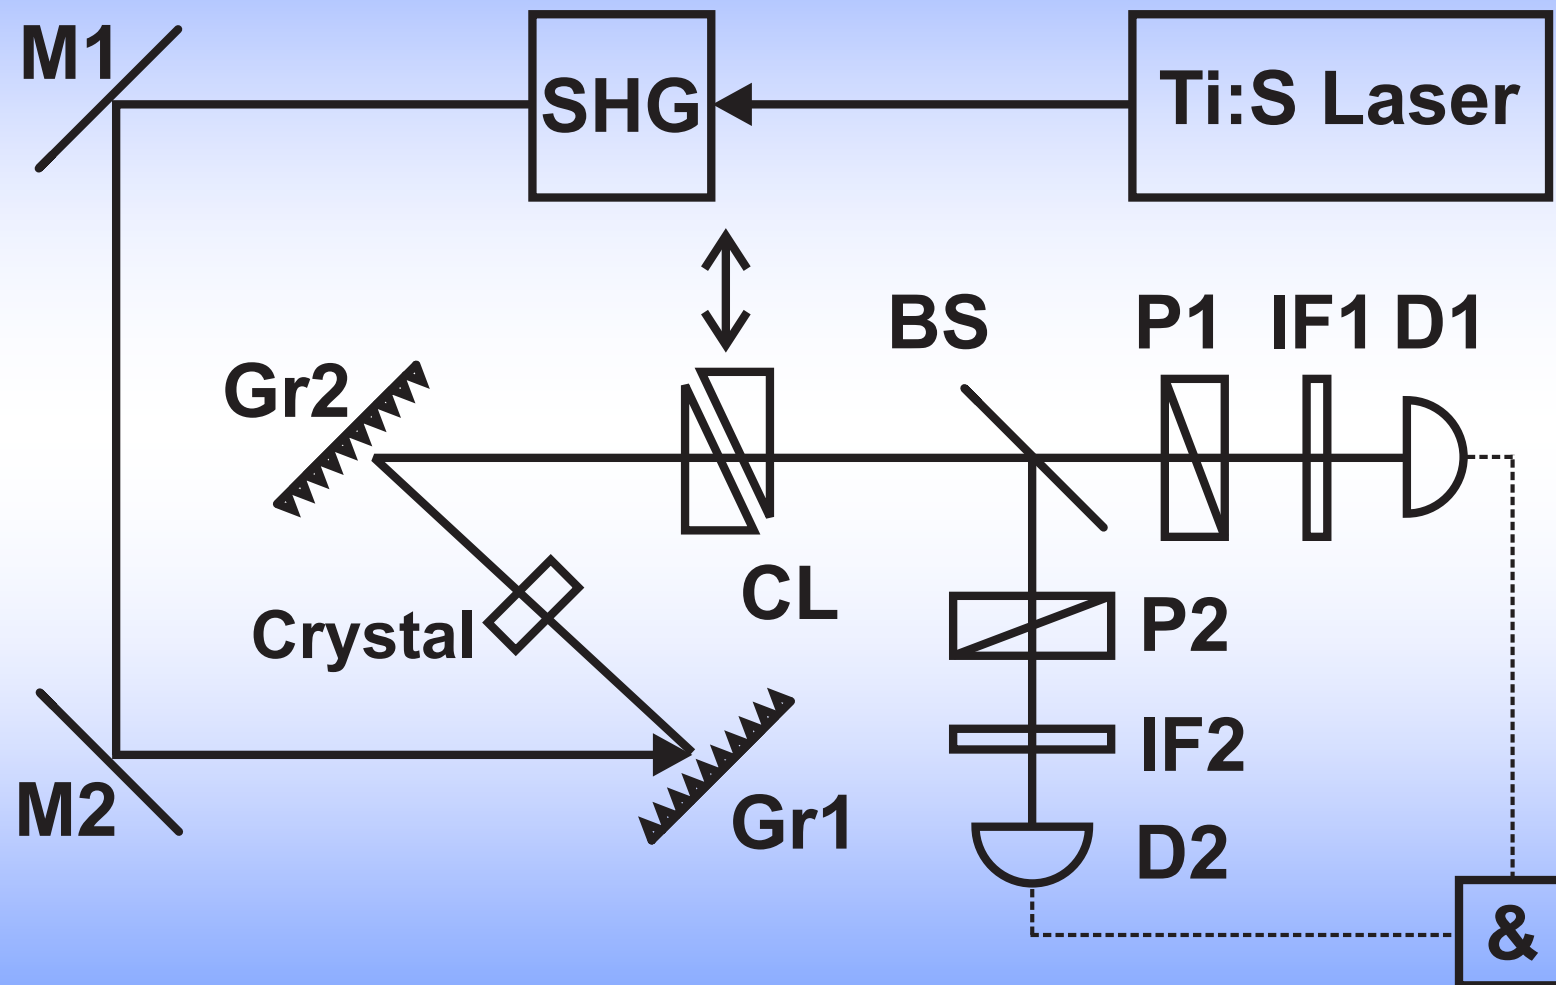 M1
SHG
Ti:S Laser
BS
P1
IF1
D1
Gr2
CL
Crystal
P2
IF2
M2
Gr1
D2
&